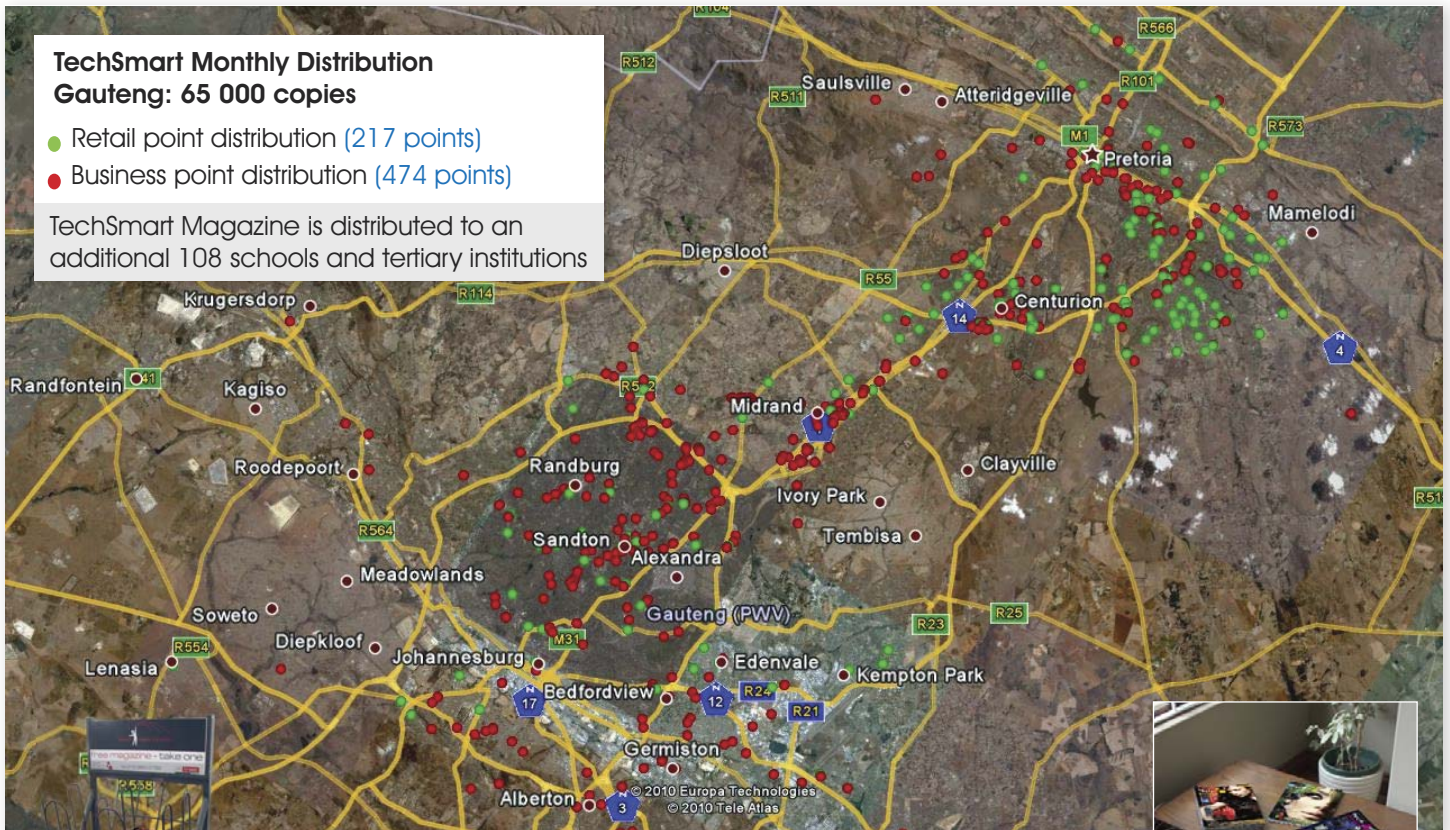 TechSmart Monthly Distribution
Gauteng: 65 000 copies
Retail point distribution (217 points)
Business point distribution (474 points)
TechSmart Magazine is distributed to an
additional 108 schools and tertiary institutions
R104
R566
R512
R511
Saulsville
Atteridgeville
R101
M1
R573
Pretoria
Mamelodi
Diepsloot
R55
R114
Krugersdorp
N
14
Centurion
N
4
Randfontein
Kagiso
Midrand
Roodepoort
Randburg
Clayville
Ivory Park
R564
Sandton
Tembisa
Alexandra
Meadowlands
Soweto
Gauteng (PWV)
R23
R25
Diepkloof
M31
R554
Lenasia
Johannesburg
Edenvale
Kempton Park
N
17
Bedfordview
N
12
R24
R21
free magazine - take one
Germiston
R558
Alberton
N
3
© 2010 Europa Technologies
© 2010 Tele Atlas